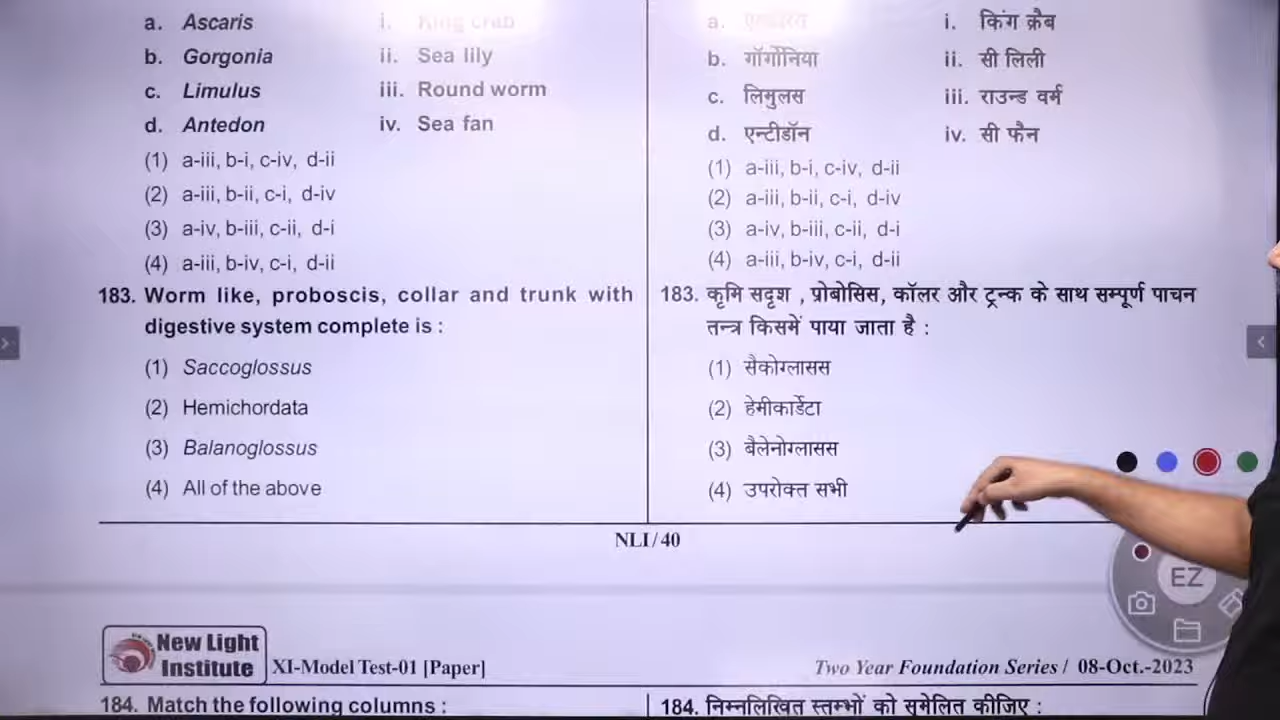 a. Ascaris i. King crab
b. Gorgonia ii. Sea lily
c. Limulus iii. Round worm
d. Antedon iv. Sea fan
(1) a-iii, b-i, c-iv, d-ii
(2) a-iii, b-ii, c-i, d-iv
(3) a-iv, b-iii, c-ii, d-i
(4) a-iii, b-iv, c-i, d-ii
183. Worm like, proboscis, collar and trunk with
digestive system complete is :
(1) Saccoglossus
(2) Hemichordata
(3) Balanoglossus
(4) All of the above
a. i. किंग क्रैब
b. गॉर्गोनिया ii. सी लिली
c. लिमुलस iii. राउन्ड वर्म
d. एन्टीडॉन iv. सी फैन
(1) a-iii, b-i, c-iv, d-ii
(2) a-iii, b-ii, c-i, d-iv
(3) a-iv, b-iii, c-ii, d-i
(4) a-iii, b-iv, c-i, d-ii
183. कृमि सदृश , प्रोबोसिस, कॉलर और ट्रन्क के साथ सम्पूर्ण पाचन
तन्त्र किसमें पाया जाता है :
(1) सैकोग्लासस
(2) हेमीकार्डेटा
(3) बैलेनोग्लासस
(4) उपरोक्त सभी
NLI/40
EZ
New Light
Institute
XI-Model Test-01 [Paper]
Two Year Foundation Series / 08-Oct.-2023
184. Match the following columns :
184. निम्नलिखित स्तम्भों को सुमेलित कीजिए :